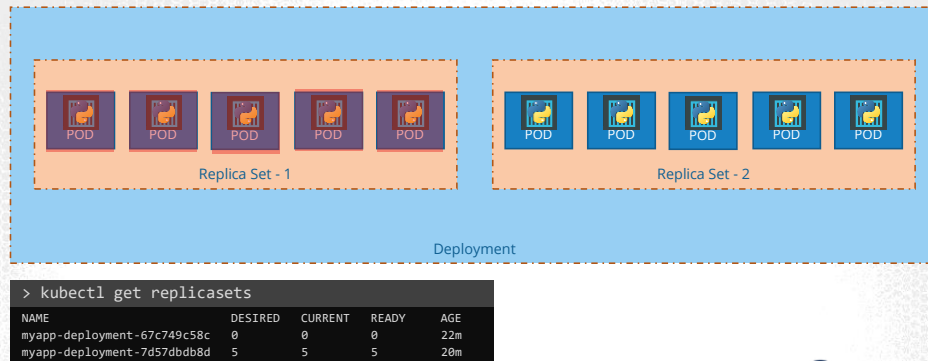 POD POD POD POD POD POD POD POD POD POD
Replica Set - 1 Replica Set - 2
Deployment
> kubectl get replicasets
NAME DESIRED CURRENT READY AGE
myapp-deployment-67c749c58c 0 0 0 22m
myapp-deployment-7d57dbdb8d 5 5 5 20m